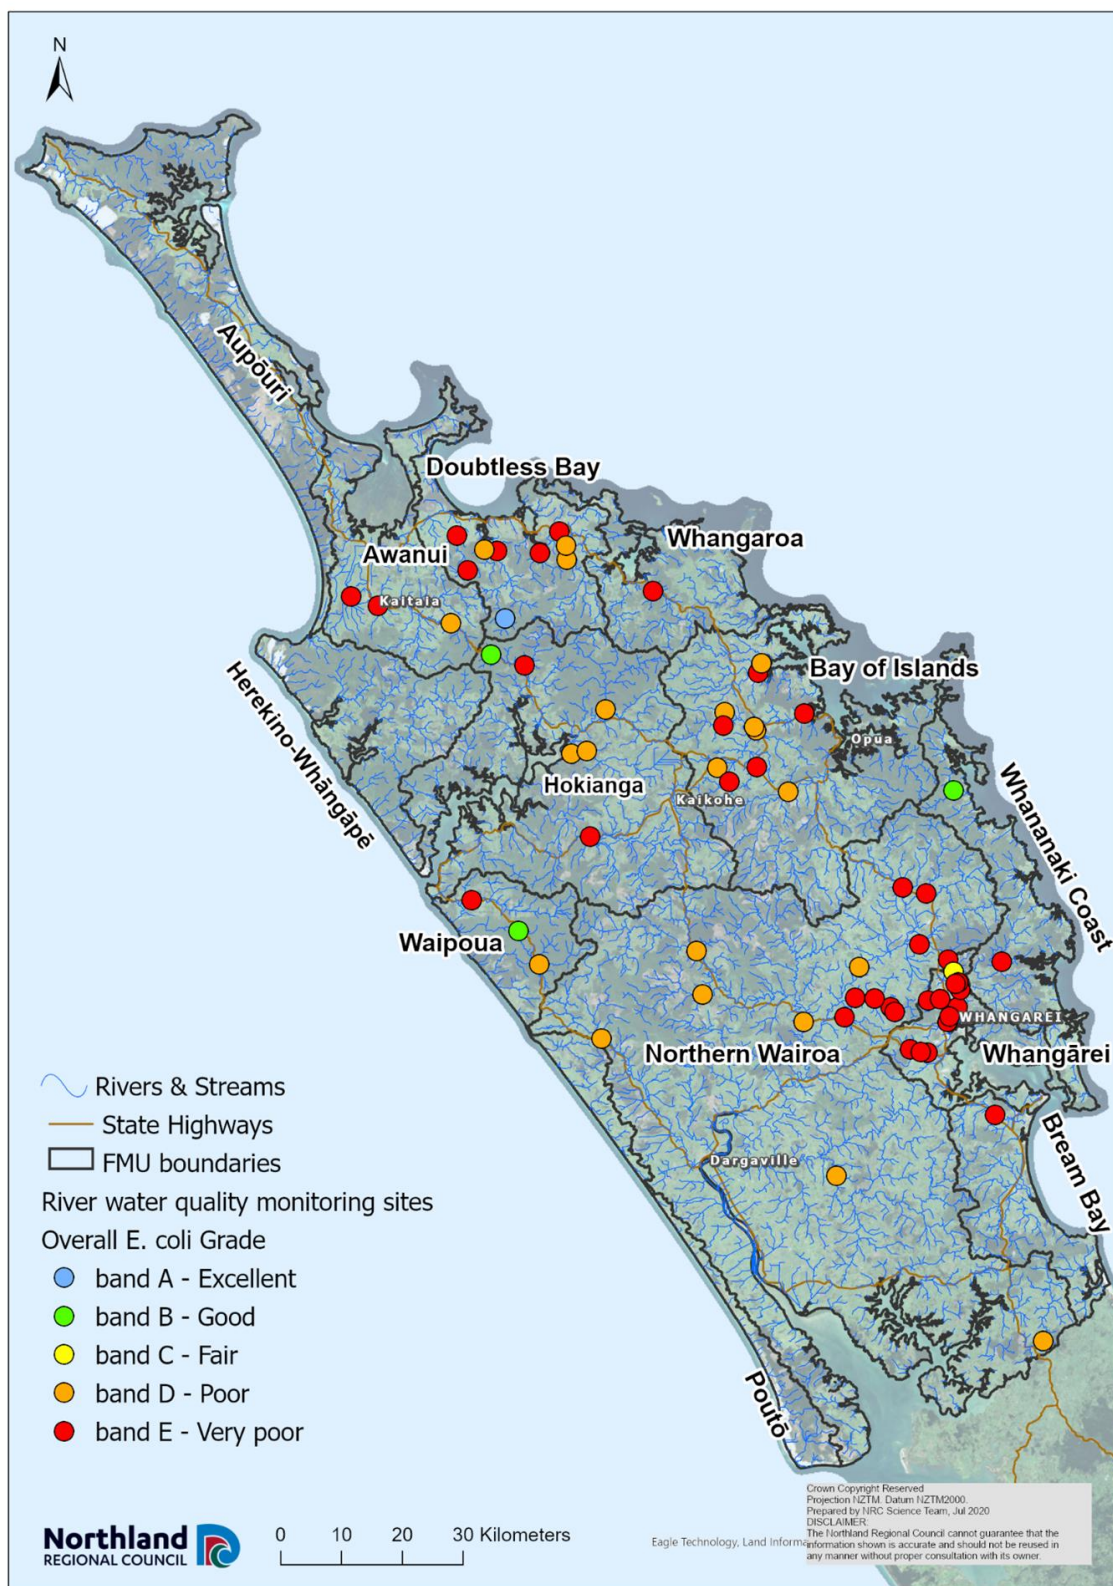 N
Aupōuri
Doubtless Bay
Whangaroa
Awanui
Kaitaia
Bay of Islands
Herekino-Whāngāpē
Opua
Hokianga
Kaikohe
Whananaki Coast
Waipoua
WHANGAREI
Northern Wairoa
Whangārei
Rivers & Streams
State Highways
FMU boundaries
River water quality monitoring sites
Overall E. coli Grade
band A - Excellent
band B - Good
band C - Fair
band D - Poor
band E - Very poor
Dargaville
Bream Bay
Poutō
Northland
REGIONAL COUNCIL
0 10 20 30 Kilometers
Eagle Technology, Land Informa
Crown Copyright Reserved
Projection NZTM. Datum NZTM2000.
Prepared by NRC Science Team, Jul 2020
DISCLAIMER:
The Northland Regional Council cannot guarantee that the
information shown is accurate and should not be reused in
any manner without proper consultation with its owner.